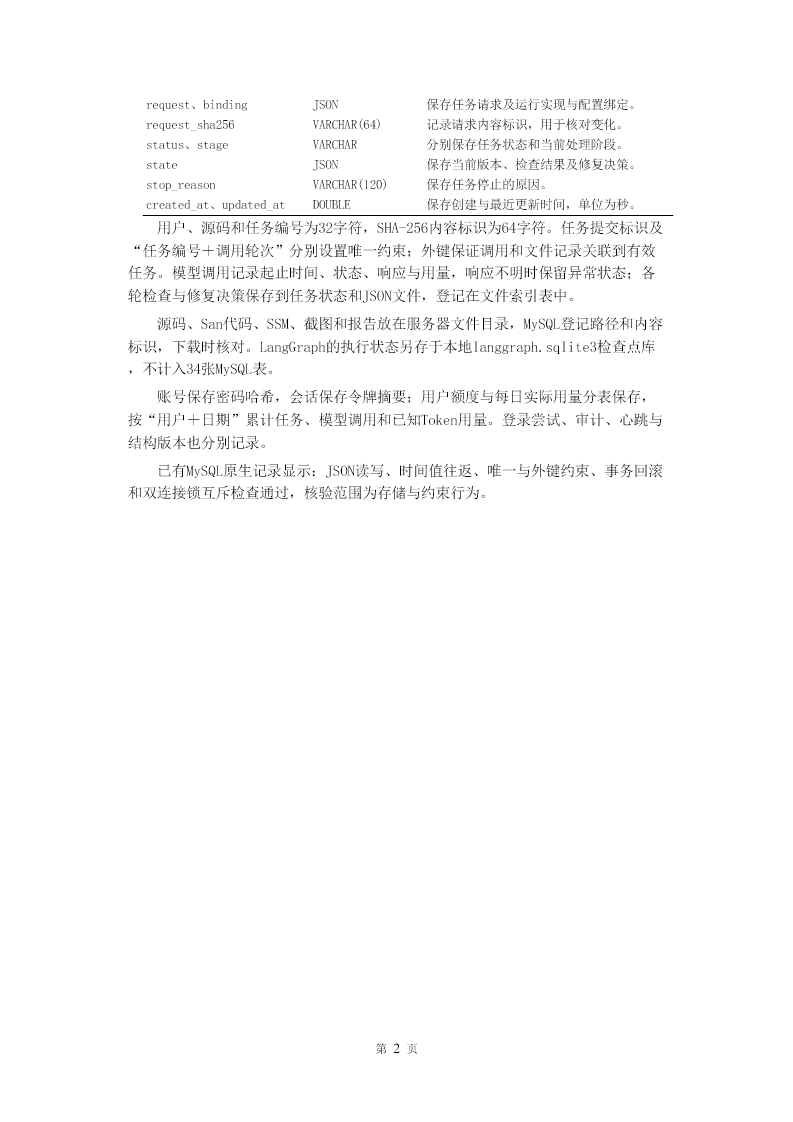 request、binding JSON 保存任务请求及运行实现与配置绑定。
request_sha256 VARCHAR(64) 记录请求内容标识，用于核对变化。
status、stage VARCHAR 分别保存任务状态和当前处理阶段。
state JSON 保存当前版本、检查结果及修复决策。
stop_reason VARCHAR(120) 保存任务停止的原因。
created_at、updated_at DOUBLE 保存创建与最近更新时间，单位为秒。
用户、源码和任务编号为32字符，SHA-256内容标识为64字符。任务提交标识及
“任务编号＋调用轮次”分别设置唯一约束；外键保证调用和文件记录关联到有效
任务。模型调用记录起止时间、状态、响应与用量，响应不明时保留异常状态；各
轮检查与修复决策保存到任务状态和JSON文件，登记在文件索引表中。
源码、San代码、SSM、截图和报告放在服务器文件目录，MySQL登记路径和内容
标识，下载时核对。LangGraph的执行状态另存于本地langgraph.sqlite3检查点库
，不计入34张MySQL表。
账号保存密码哈希，会话保存令牌摘要；用户额度与每日实际用量分表保存，
按“用户＋日期”累计任务、模型调用和已知Token用量。登录尝试、审计、心跳与
结构版本也分别记录。
已有MySQL原生记录显示：JSON读写、时间值往返、唯一与外键约束、事务回滚
和双连接锁互斥检查通过，核验范围为存储与约束行为。
第 2 页